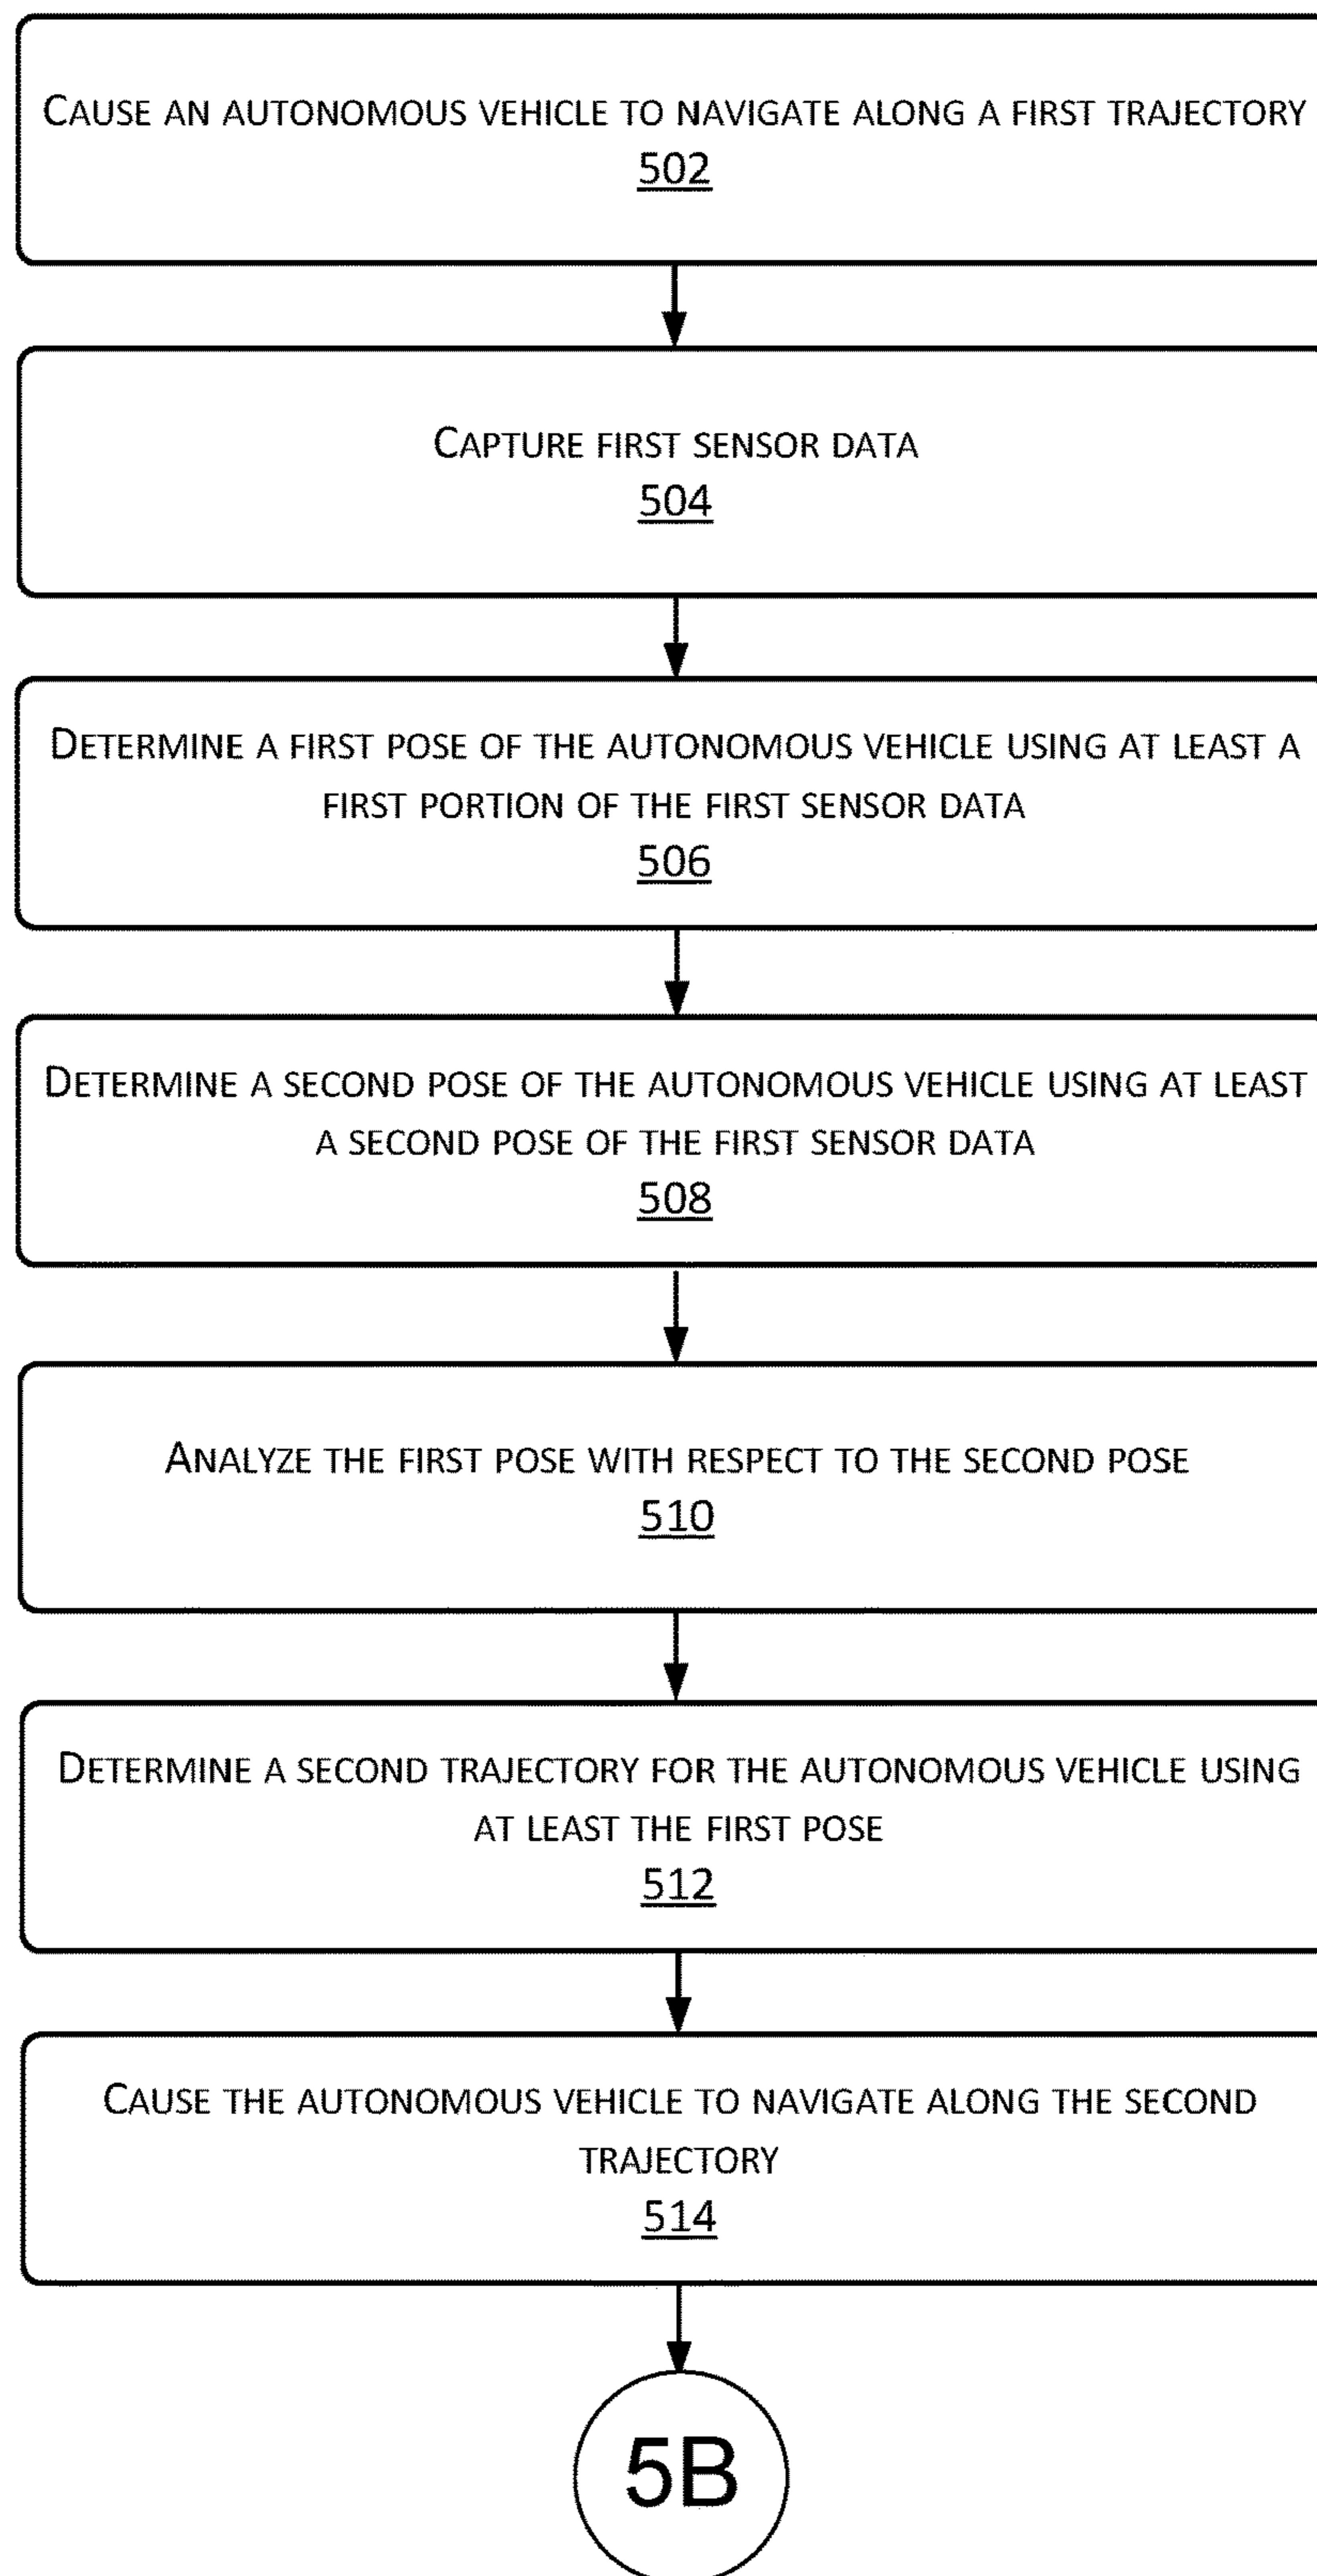 CAUSE AN AUTONOMOUS VEHICLE TO NAVIGATE ALONG A FIRST TRAJECTORY
502
CAPTURE FIRST SENSOR DATA
504
DETERMINE A FIRST POSE OF THE AUTONOMOUS VEHICLE USING AT LEAST A
FIRST PORTION OF THE FIRST SENSOR DATA
506
DETERMINE A SECOND POSE OF THE AUTONOMOUS VEHICLE USING AT LEAST
A SECOND POSE OF THE FIRST SENSOR DATA
508
ANALYZE THE FIRST POSE WITH RESPECT TO THE SECOND POSE
510
DETERMINE A SECOND TRAJECTORY FOR THE AUTONOMOUS VEHICLE USING
AT LEAST THE FIRST POSE
512
CAUSE THE AUTONOMOUS VEHICLE TO NAVIGATE ALONG THE SECOND
TRAJECTORY
514
5B